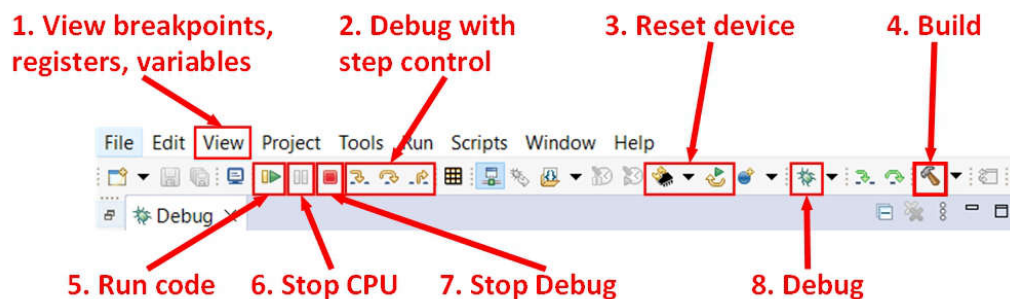 1. View breakpoints,
registers, variables
2. Debug with
step control
3. Reset device
4. Build
File Edit View Project Tools Run Scripts Window Help
Debug
5. Run code
6. Stop CPU
7. Stop Debug
8. Debug